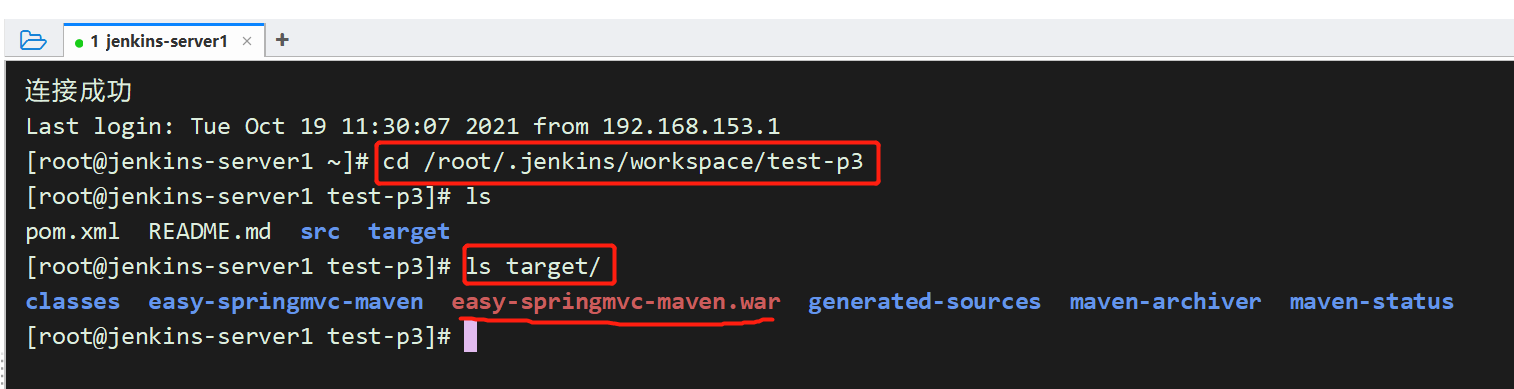 1 jenkins-server1 × +
连接成功
Last login: Tue Oct 19 11:30:07 2021 from 192.168.153.1
[root@jenkins-server1 ~]# cd /root/.jenkins/workspace/test-p3
[root@jenkins-server1 test-p3]# ls
pom.xml  README.md  src  target
[root@jenkins-server1 test-p3]# ls target/
classes  easy-springmvc-maven  easy-springmvc-maven.war  generated-sources  maven-archiver  maven-status
[root@jenkins-server1 test-p3]#